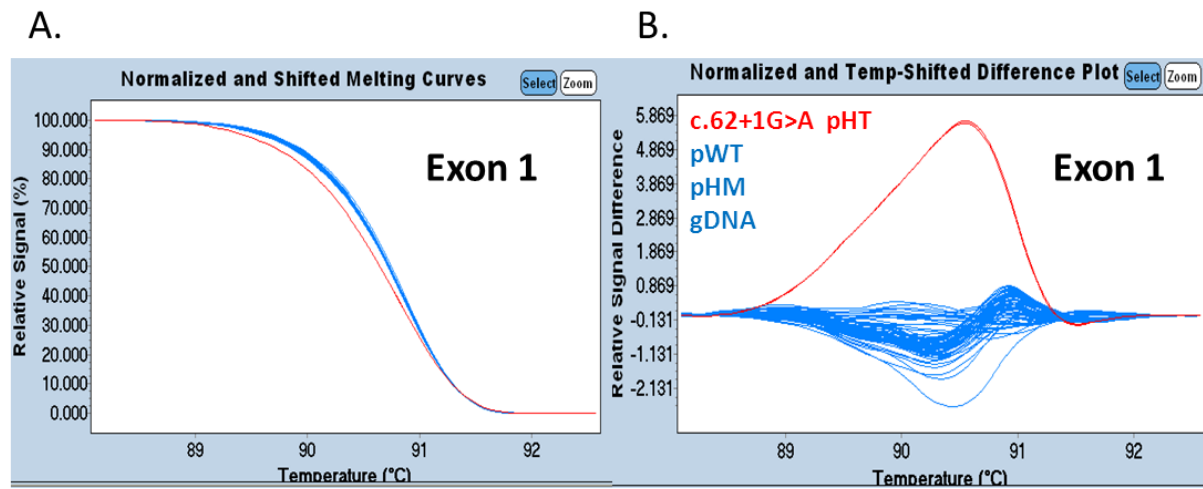 A.
Normalized and Shifted Melting Curves
Select
Zoom
100.000
90.000
80.000
70.000
60.000
50.000
40.000
30.000
20.000
10.000
0.000
Relative Signal (%)
Exon 1
89
90
91
92
Temperature (°C)
B.
Normalized and Temp-Shifted Difference Plot
Select
Zoom
5.869
4.869
3.869
2.869
1.869
0.869
-0.131
-1.131
-2.131
Relative Signal Difference
c.62+1G>A pHT
pWT
pHM
gDNA
Exon 1
89
90
91
92
Temperature (°C)